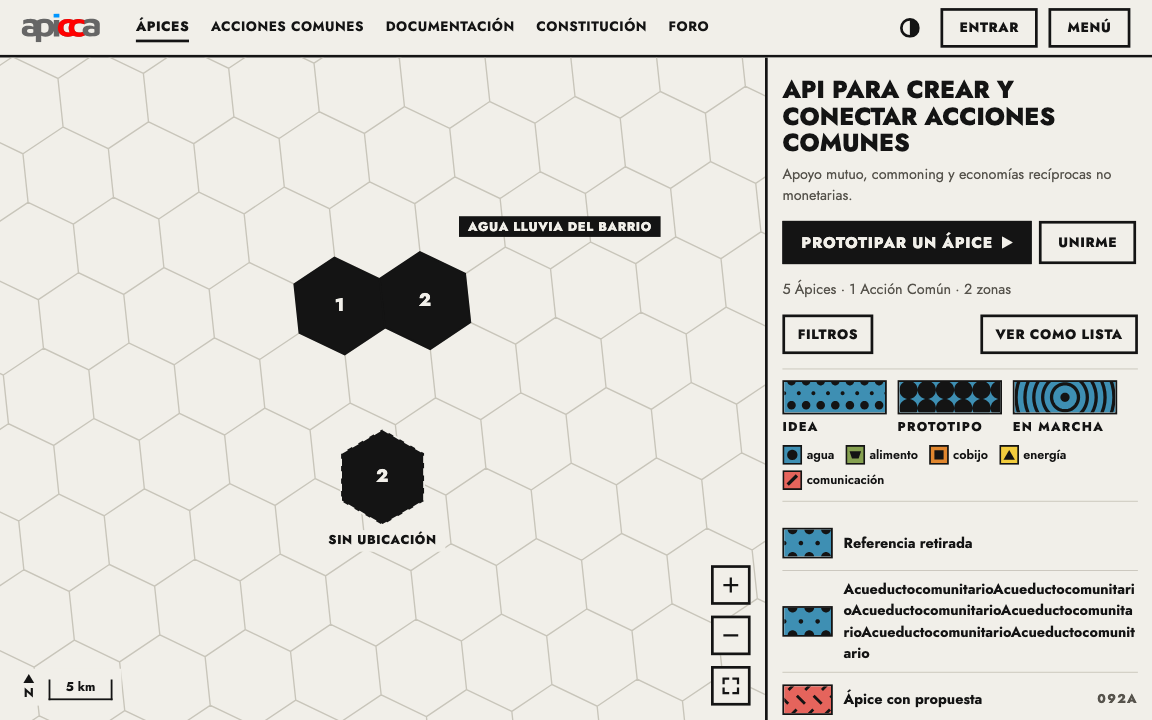 apiaca
ÁPICES
ACCIONES COMUNES
DOCUMENTACIÓN
CONSTITUCIÓN
FORO
ENTRAR
MENÚ
AGUA LLUVIA DEL BARRIO
1
2
2
SIN UBICACIÓN
+
−
N
5 km
API PARA CREAR Y
CONECTAR ACCIONES
COMUNES
Apoyo mutuo, commoning y economías recíprocas no
monetarias.
PROTOTIPAR UN ÁPICE ▶
UNIRME
5 Ápices · 1 Acción Común · 2 zonas
FILTROS
VER COMO LISTA
IDEA
PROTOTIPO
EN MARCHA
agua
alimento
cobijo
energía
comunicación
Referencia retirada
AcueductocomunitarioAcueductocomunitari
oAcueductocomunitarioAcueductocomunita
rioAcueductocomunitarioAcueductocomunit
ario
Ápice con propuesta
092A